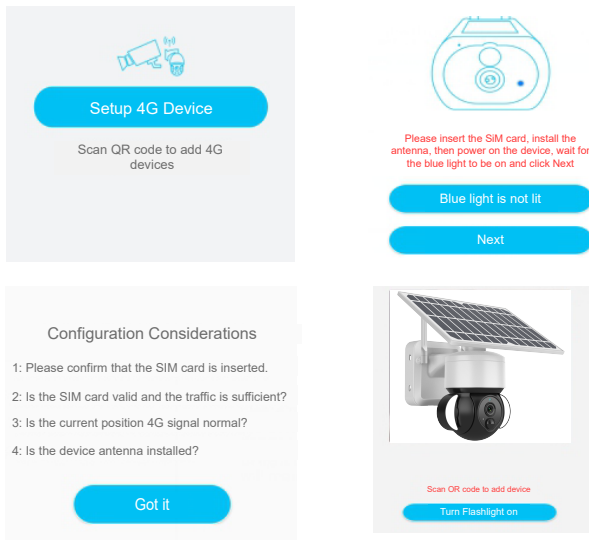 Setup 4G Device
Scan QR code to add 4G
devices
Please insert the SiM card, install the
antenna, then power on the device, wait for
the blue light to be on and click Next
Blue light is not lit
Next
Configuration Considerations
1: Please confirm that the SIM card is inserted.
2: Is the SIM card valid and the traffic is sufficient?
3: Is the current position 4G signal normal?
4: Is the device antenna installed?
Got it
Scan QR code to add device
Turn Flashlight on